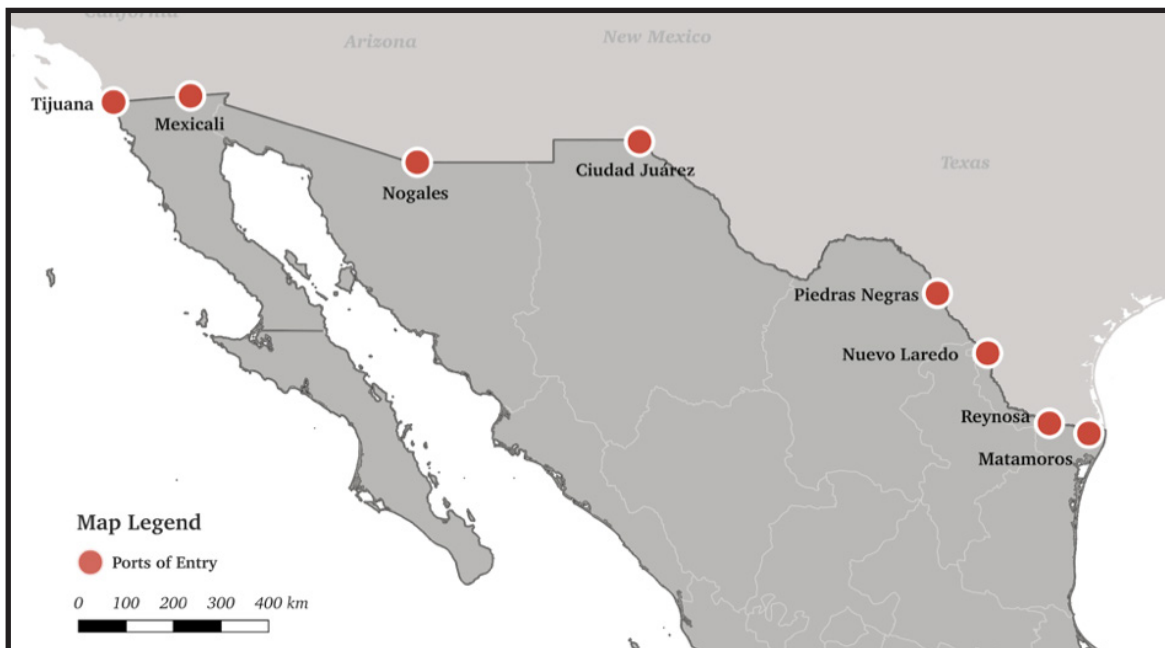 California
Arizona
New Mexico
Tijuana
Mexicali
Nogales
Ciudad Juárez
Texas
Piedras Negras
Nuevo Laredo
Reynosa
Matamoros
Map Legend
Ports of Entry
0 100 200 300 400 km